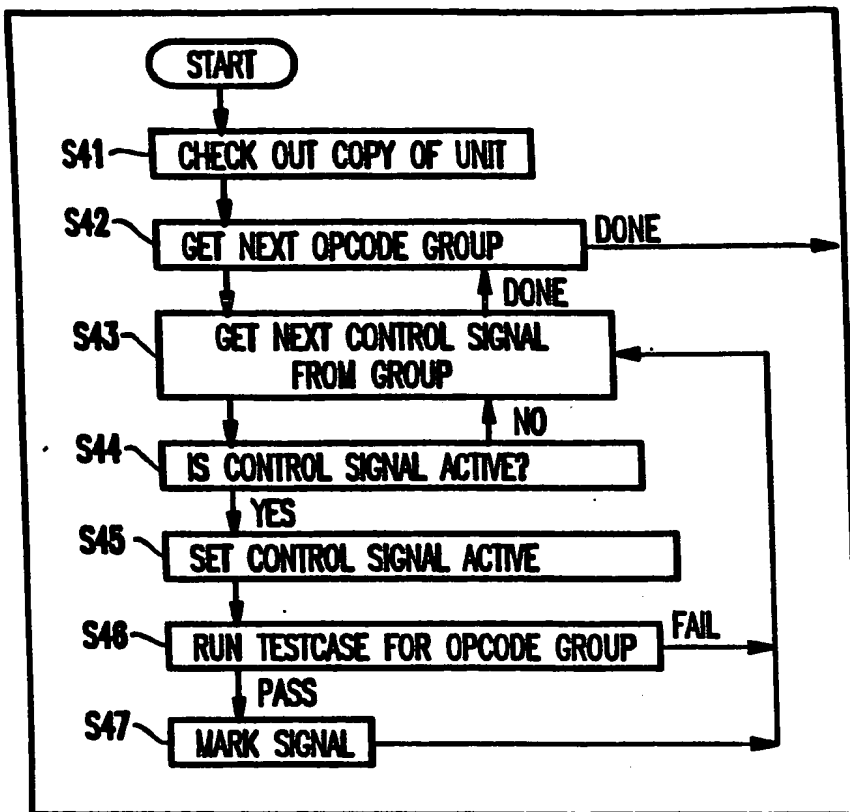 START
S41
CHECK OUT COPY OF UNIT
S42
GET NEXT OPCODE GROUP
DONE
DONE
S43
GET NEXT CONTROL SIGNAL
FROM GROUP
NO
S44
IS CONTROL SIGNAL ACTIVE?
YES
S45
SET CONTROL SIGNAL ACTIVE
S46
RUN TESTCASE FOR OPCODE GROUP
FAIL
PASS
S47
MARK SIGNAL